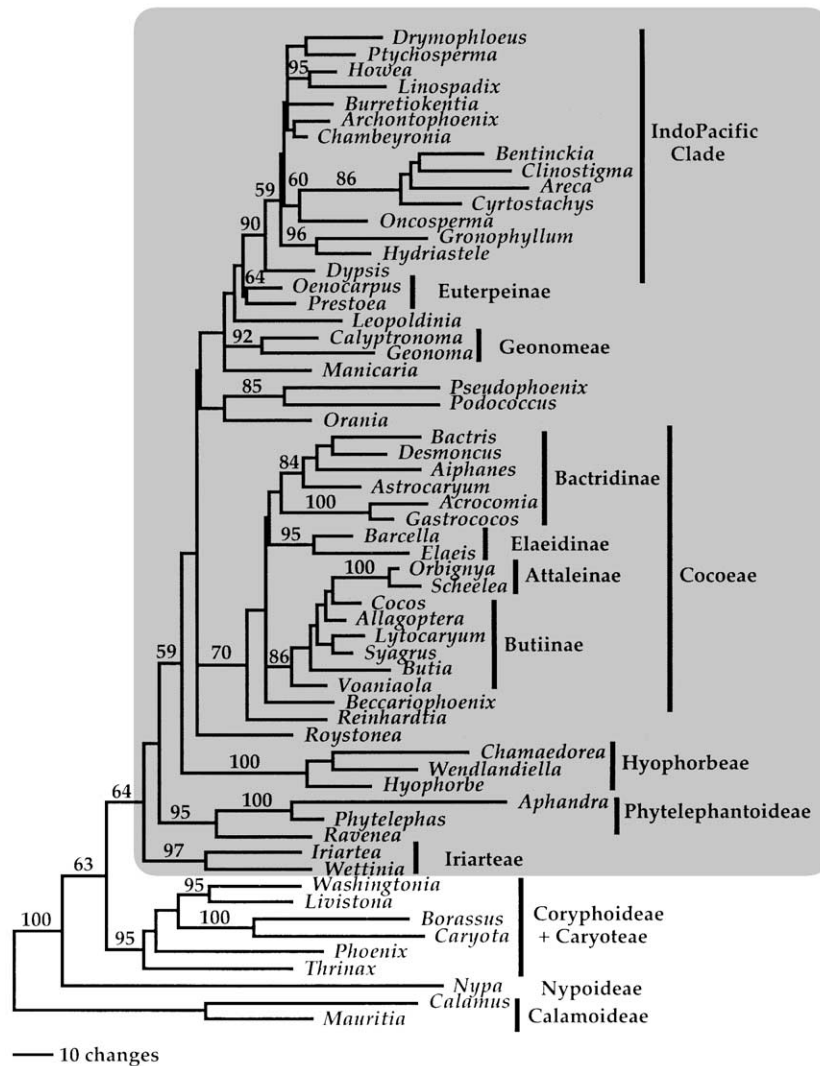 Drymophloeus
Ptychosperma
95
Howea
Linospadix
Burretiokentia
Archontophoenix
Chambeyronia
IndoPacific
Clade
Bentinckia
86
Clinostigma
60
Areca
59
Cyrtostachys
Oncosperma
90
96
Gronophyllum
Hydriastele
Dypsis
64
Oenocarpus
Euterpeinae
Prestoea
Leopoldinia
92
Calyptronoma
Geonomeae
Geonoma
Manicaria
85
Pseudophoenix
Podococcus
Orania
Bactris
Desmoncus
84
Aiphanes
Bactridinae
Astrocaryum
100
Acrocomia
Gastrococos
95
Barcella
Elaeidinae
Elaeis
100
Orbignya
Attaleinae
Cocoeae
Scheelea
Cocos
Allagoptera
Lytocaryum
Butiinae
59
70
86
Syagrus
Butia
Voaniaola
Beccariophoenix
Reinhardtia
Roystonea
Chamaedorea
100
Wendlandiella
Hyophorbeae
Hyophorbe
64
100
Aphandra
95
Phytelephas
Phytelephantoideae
Ravenea
97
Iriartea
Iriarteae
Wettinia
63
95
Washingtonia
Livistona
100
100
Borassus
Coryphoideae
+ Caryoteae
Caryota
95
Phoenix
Thrinax
Nypa
Nypoideae
Calamus
Calamoideae
Mauritia
10 changes